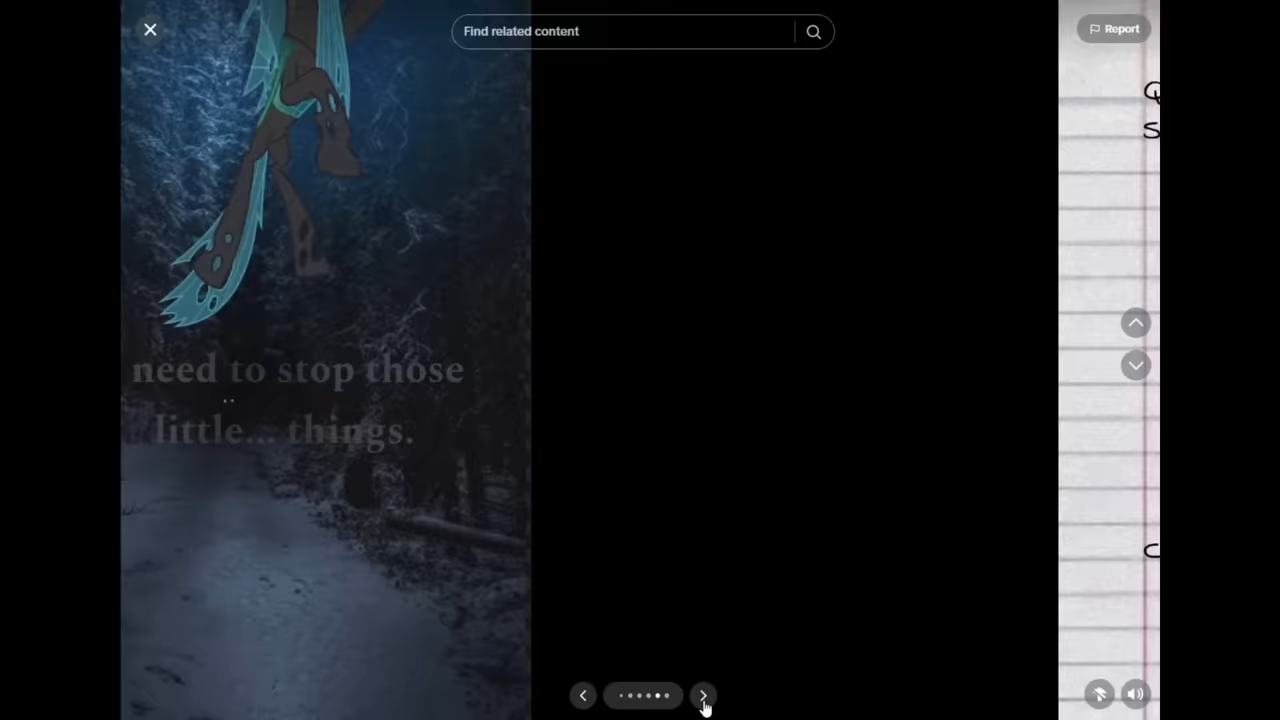 Find related content
Report
need to stop those
little... things.